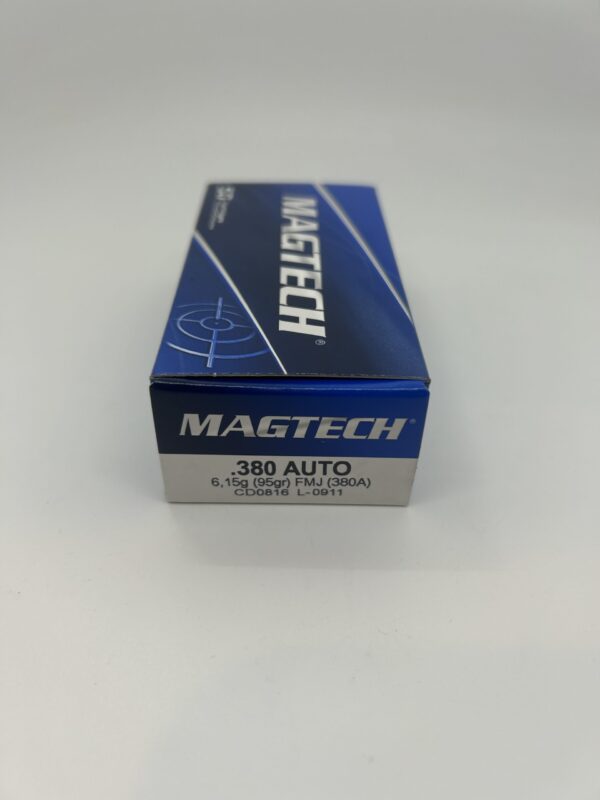 MAGTECH®
MAGTECH®
.380 AUTO
6,15g (95gr) FMJ (380A)
CD0816 L-0911